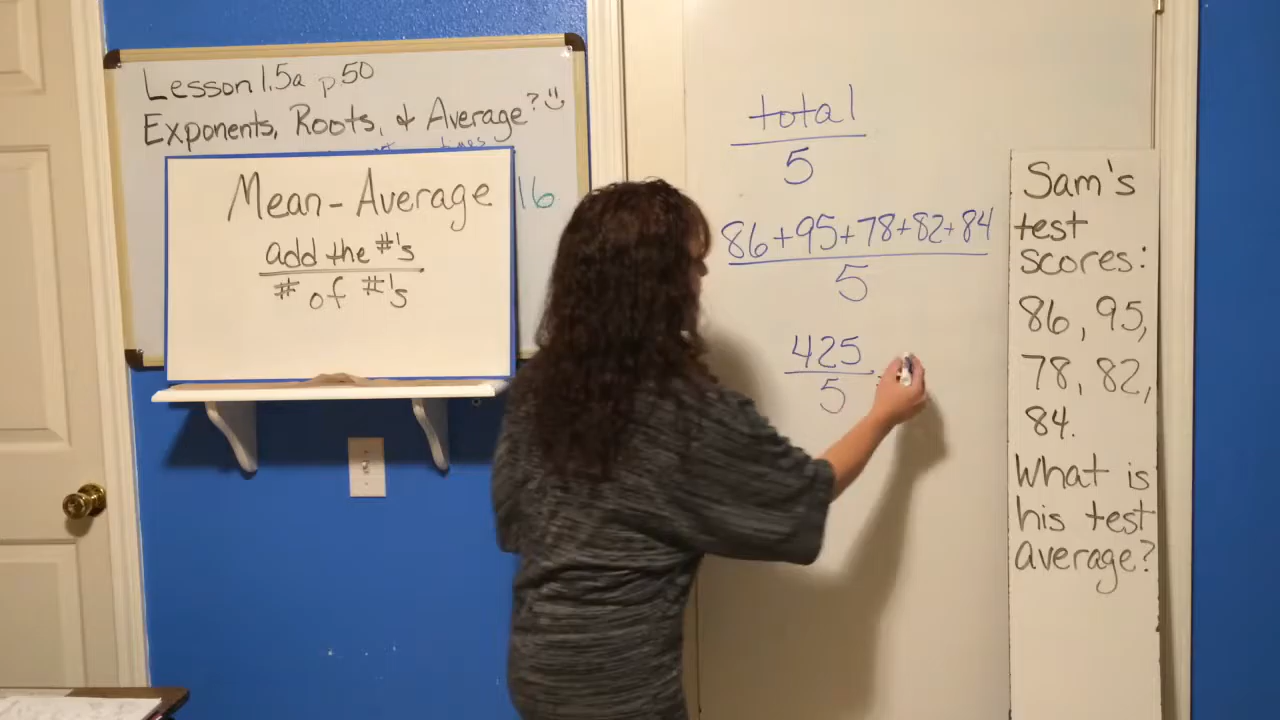 Lesson 1.5a p.50
Exponents, Roots, & Average? :)
16
Mean - Average
add the #'s
# of #'s
total
5
86+95+78+82+84
5
425
5
Sam's
test
scores:
86, 95,
78, 82,
84.
What is
his test
average?